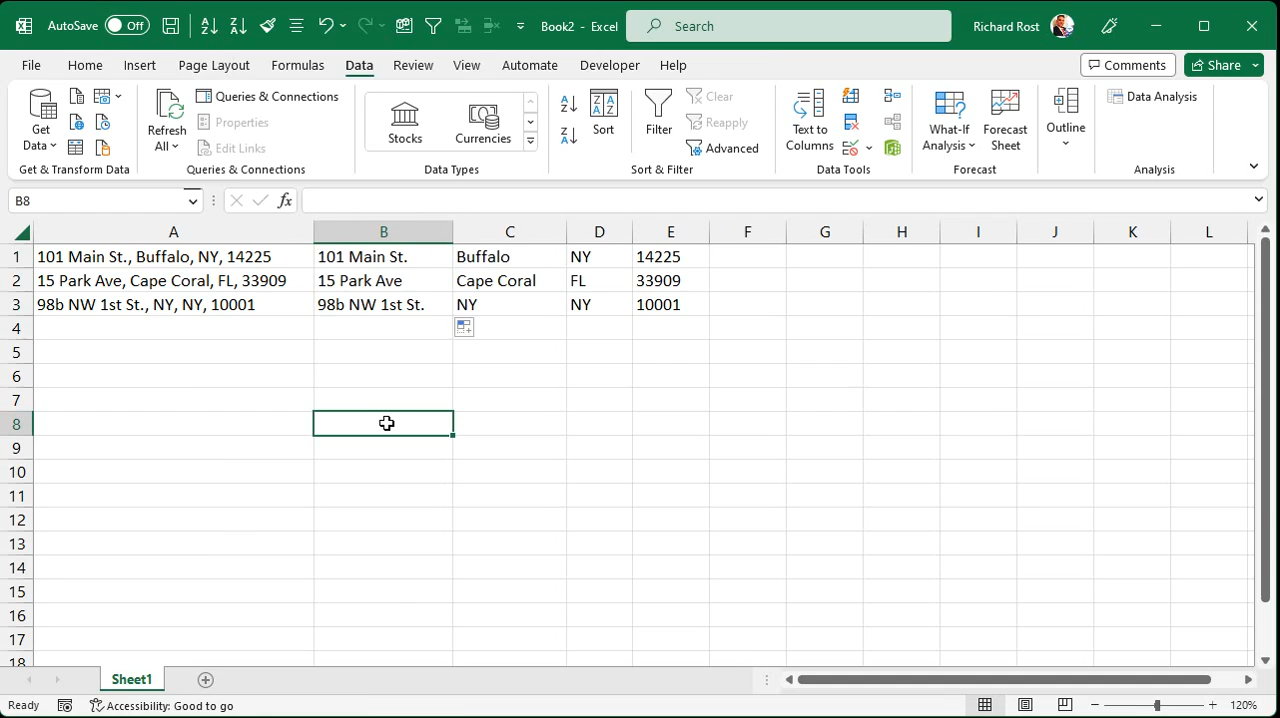 AutoSave Off Book2 - Excel Search Richard Rost
File Home Insert Page Layout Formulas Data Review View Automate Developer Help Comments Share
Get Data
Refresh All
Queries & Connections
Properties
Edit Links
Stocks
Currencies
Sort
Filter
Clear
Reapply
Advanced
Text to Columns
What-If Analysis
Forecast Sheet
Outline
Data Analysis
Get & Transform Data Queries & Connections Data Types Sort & Filter Data Tools Forecast Analysis
B8 fx
A B C D E F G H I J K L
1 101 Main St., Buffalo, NY, 14225 101 Main St. Buffalo NY 14225
2 15 Park Ave, Cape Coral, FL, 33909 15 Park Ave Cape Coral FL 33909
3 98b NW 1st St., NY, NY, 10001 98b NW 1st St. NY NY 10001
4
5
6
7
8
9
10
11
12
13
14
15
16
17
18
Sheet1
Ready Accessibility: Good to go 120%